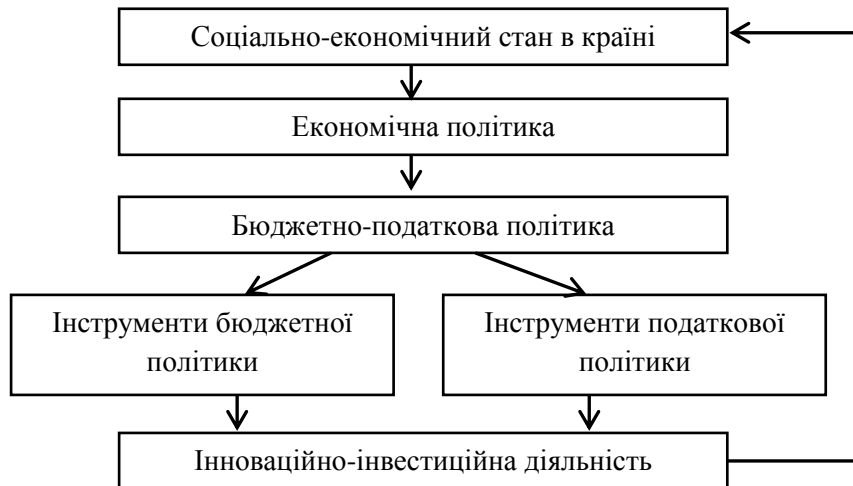 Соціально-економічний стан в країні
Економічна політика
Бюджетно-податкова політика
Інструменти бюджетної
політики
Інструменти податкової
політики
Інноваційно-інвестиційна діяльність